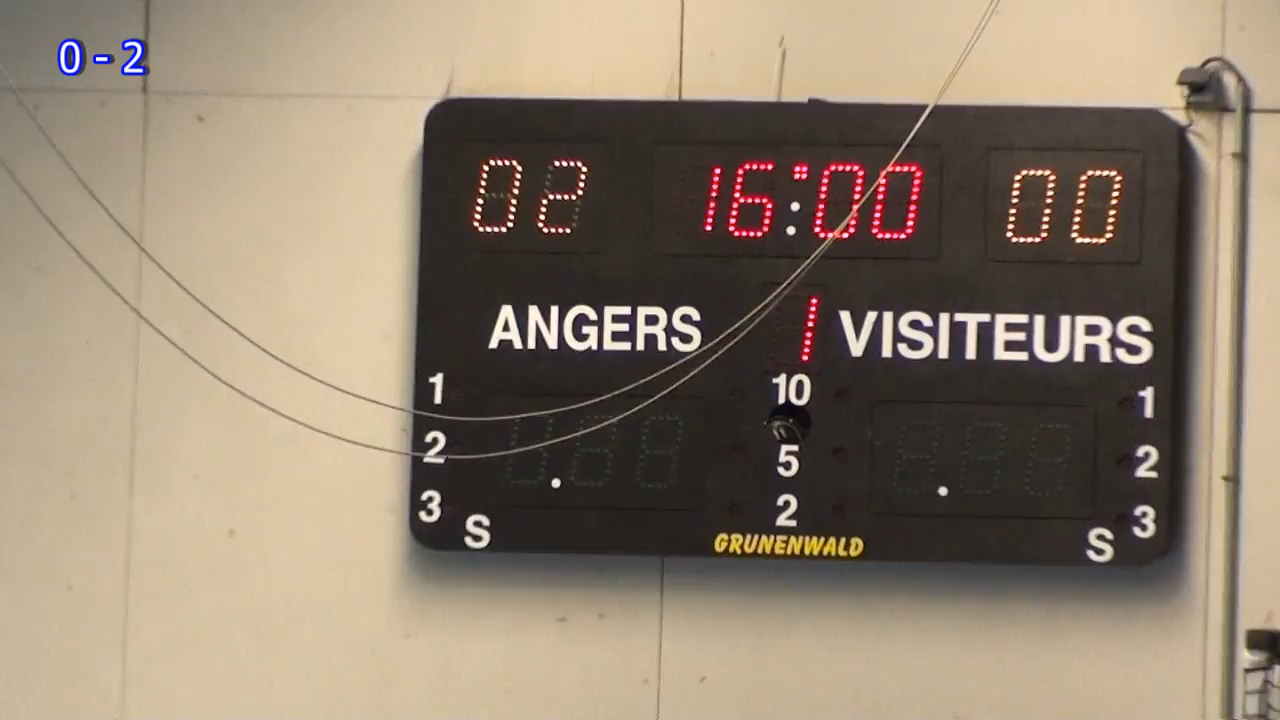 0 - 2
02 16:00 00
ANGERS 1 VISITEURS
1 10 1
2 5 2
3 2 3
S S
GRUNENWALD